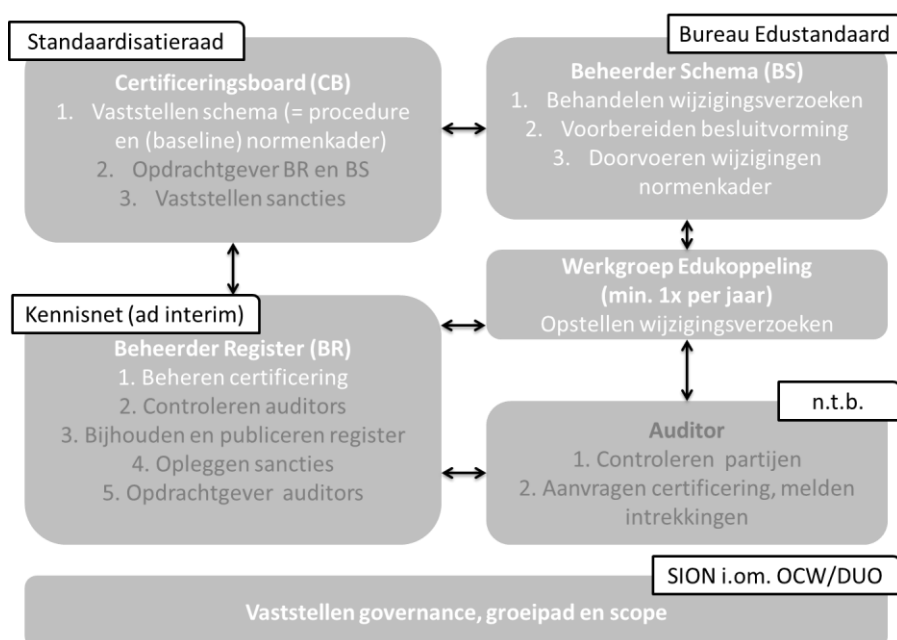 Standaardisatieraad
Certificeringsboard (CB)
1. Vaststellen schema (= procedure
en (baseline) normenkader)
2. Opdrachtgever BR en BS
3. Vaststellen sancties
Bureau Edustandaard
Beheerder Schema (BS)
1. Behandelen wijzigingsverzoeken
2. Voorbereiden besluitvorming
3. Doorvoeren wijzigingen
normenkader
Werkgroep Edukoppeling
(min. 1x per jaar)
Opstellen wijzigingsverzoeken
Kennisnet (ad interim)
Beheerder Register (BR)
1. Beheren certificering
2. Controleren auditors
3. Bijhouden en publiceren register
4. Opleggen sancties
5. Opdrachtgever auditors
n.t.b.
Auditor
1. Controleren partijen
2. Aanvragen certificering, melden
intrekkingen
SION i.om. OCW/DUO
Vaststellen governance, groeipad en scope